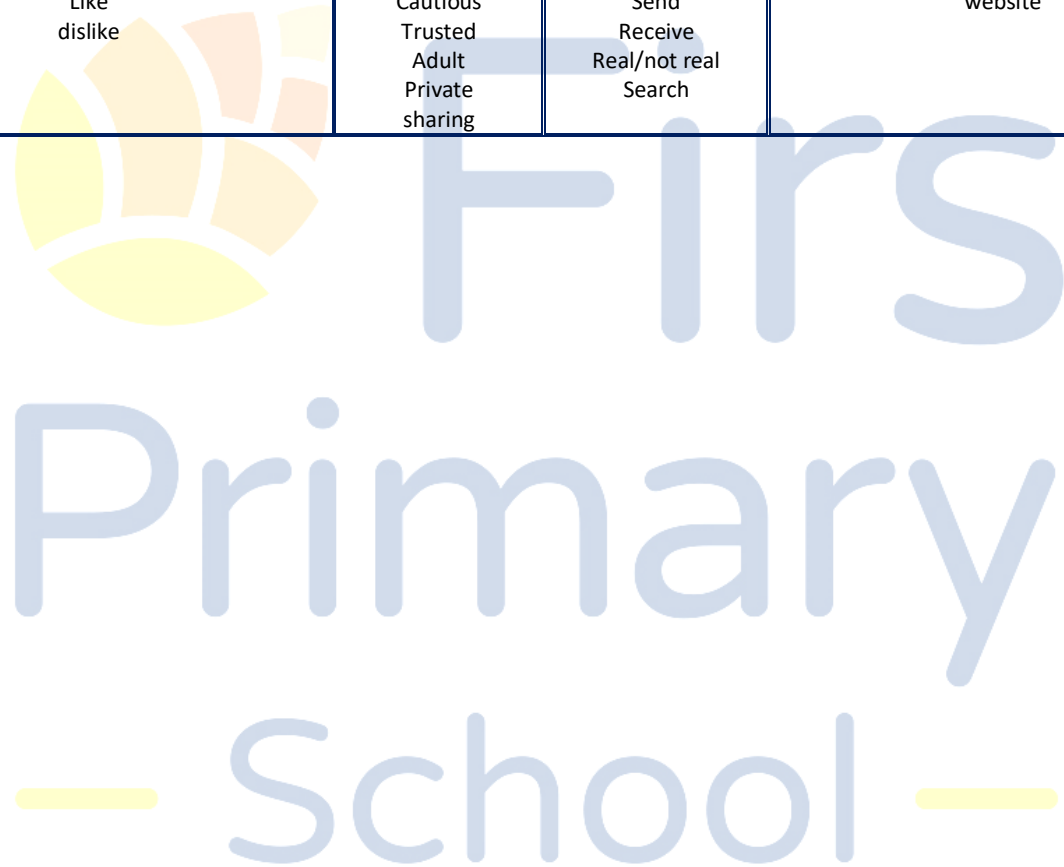 Like
dislike
Cautious
Trusted
Adult
Private
sharing
Send
Receive
Real/not real
Search
website
Firs
Primary
School